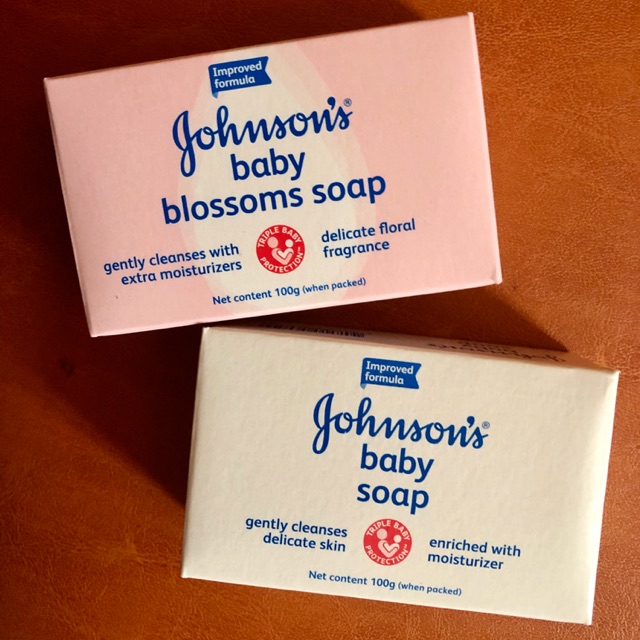 Improved
formula
Johnson's®
baby
blossoms soap
gently cleanses with
extra moisturizers
TRIPLE BABY
PROTECTION™
delicate floral
fragrance
Net content 100g (when packed)
Improved
formula
Johnson's®
baby
soap
gently cleanses
delicate skin
TRIPLE BABY
PROTECTION™
enriched with
moisturizer
Net content 100g (when packed)